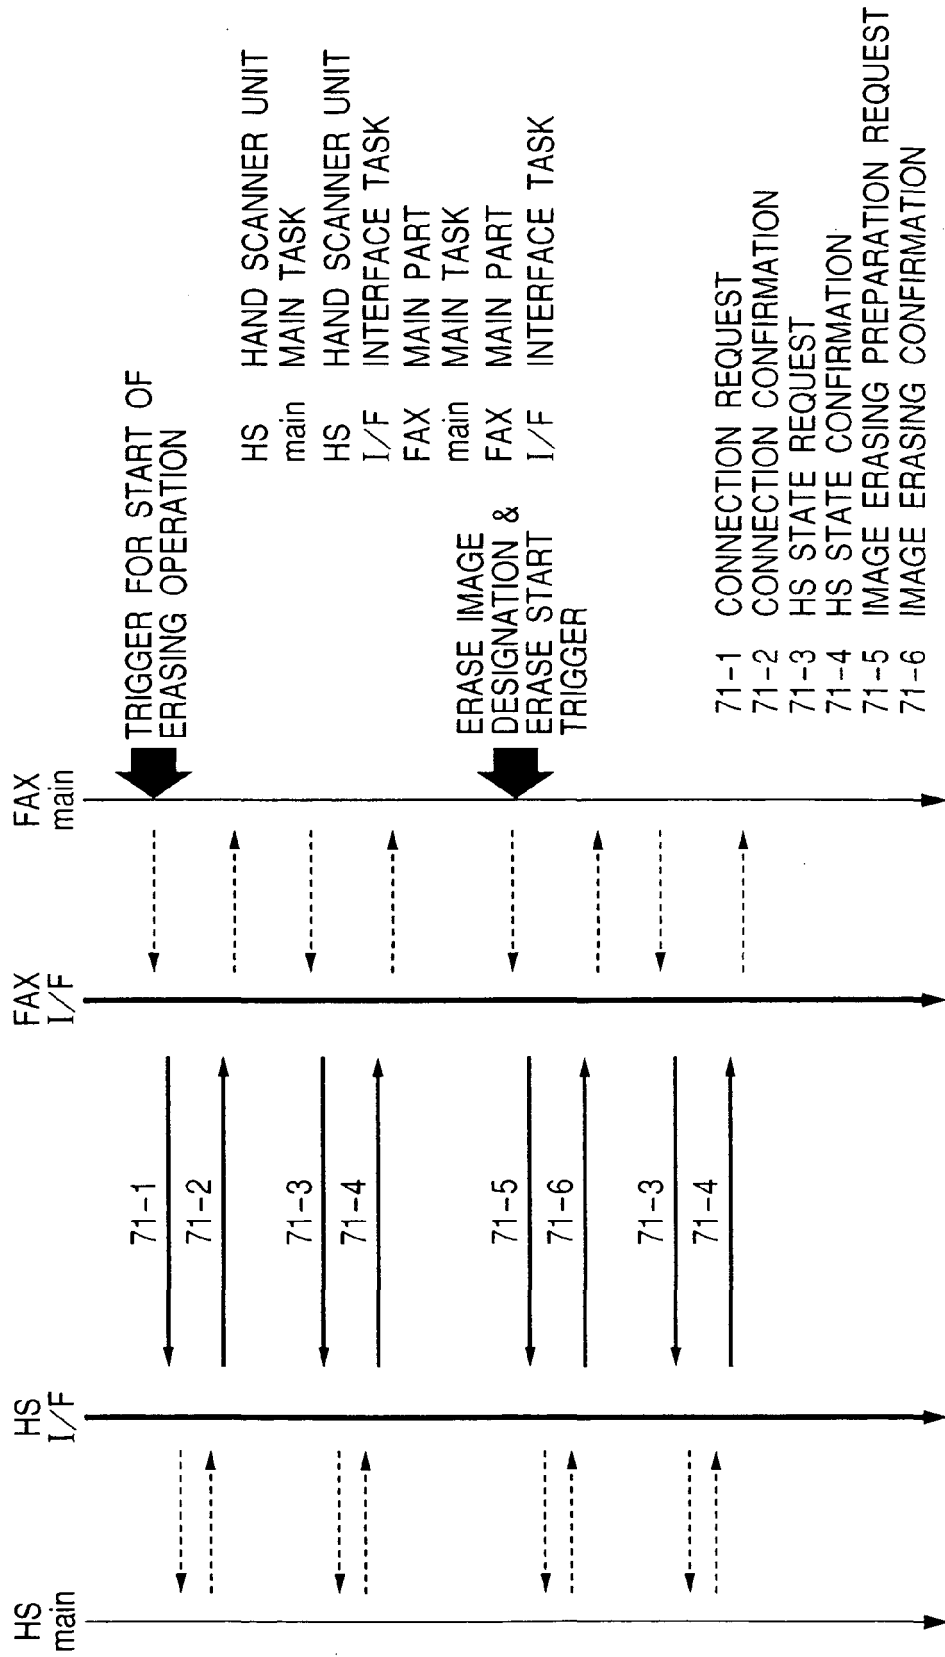 HS
main
HS
I/F
FAX
I/F
FAX
main
TRIGGER FOR START OF
ERASING OPERATION
71-1
71-2
71-3
71-4
ERASE IMAGE
DESIGNATION &
ERASE START
TRIGGER
71-5
71-6
71-3
71-4
HS HAND SCANNER UNIT
main MAIN TASK
HS HAND SCANNER UNIT
I/F INTERFACE TASK
FAX MAIN PART
main MAIN TASK
FAX MAIN PART
I/F INTERFACE TASK
71-1 CONNECTION REQUEST
71-2 CONNECTION CONFIRMATION
71-3 HS STATE REQUEST
71-4 HS STATE CONFIRMATION
71-5 IMAGE ERASING PREPARATION REQUEST
71-6 IMAGE ERASING CONFIRMATION